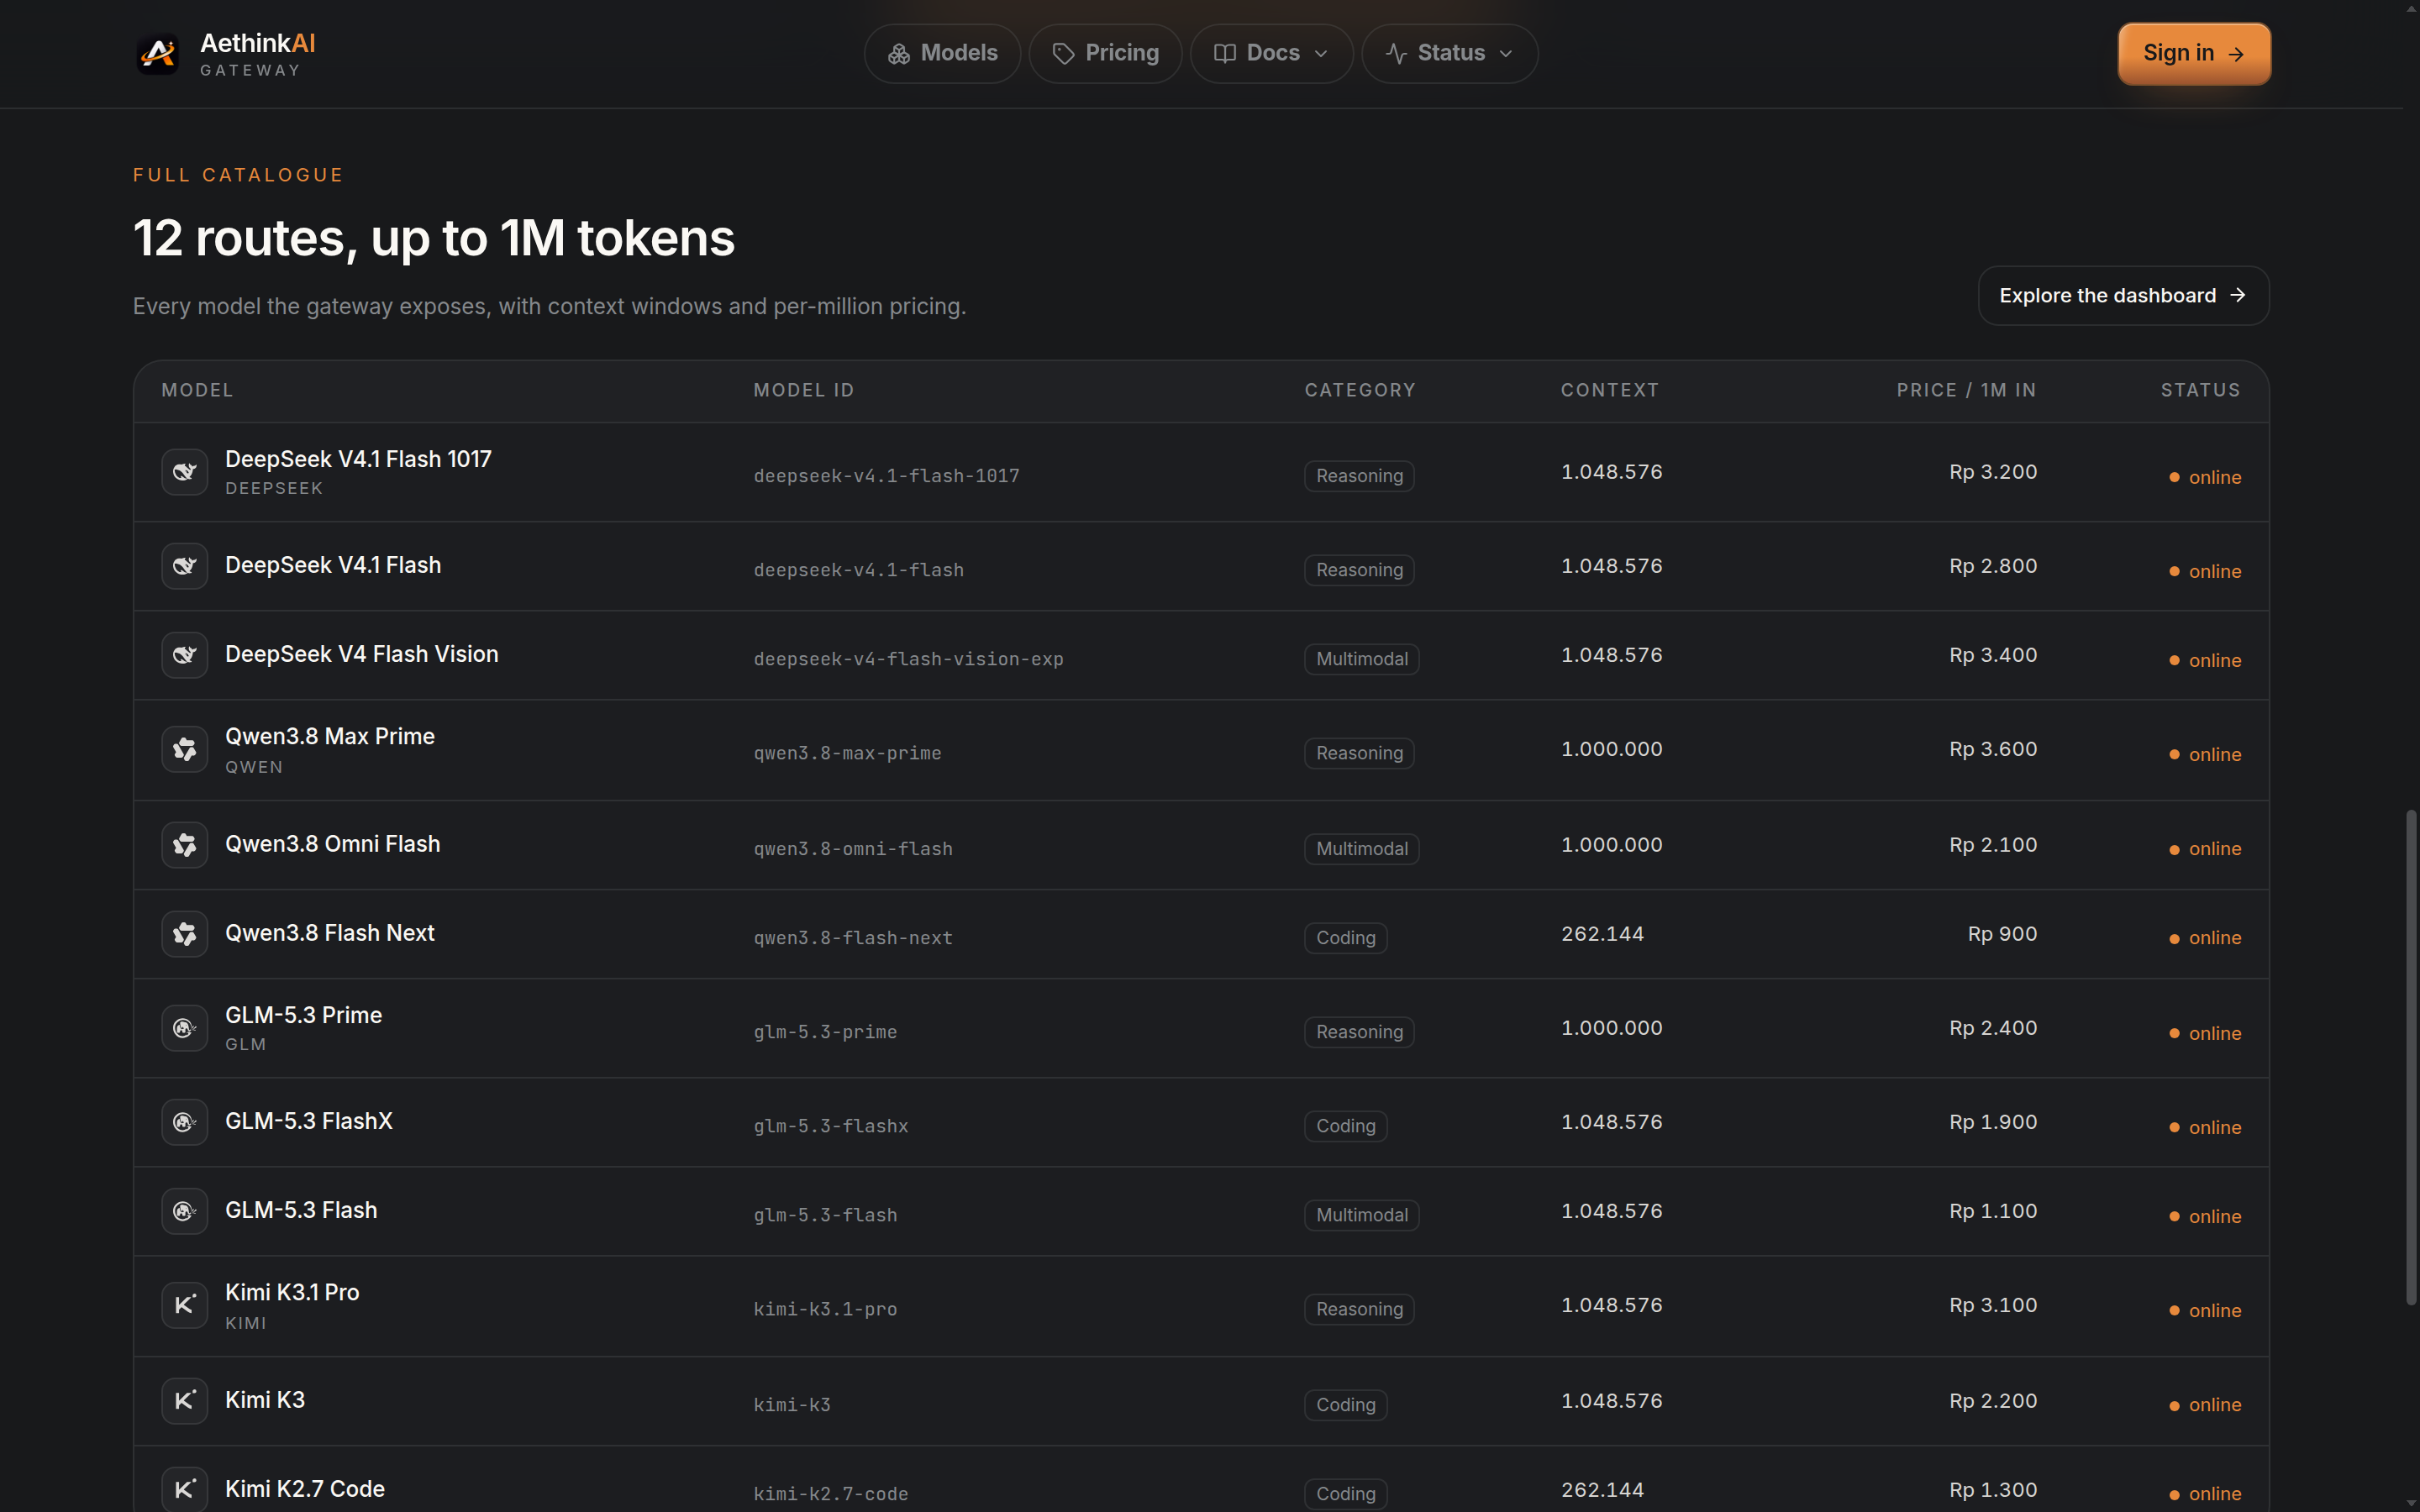 AethinkAI
GATEWAY
Models
Pricing
Docs
Status
Sign in
FULL CATALOGUE
12 routes, up to 1M tokens
Every model the gateway exposes, with context windows and per-million pricing.
Explore the dashboard
MODEL MODEL ID CATEGORY CONTEXT PRICE / 1M IN STATUS
DeepSeek V4.1 Flash 1017
DEEPSEEK
deepseek-v4.1-flash-1017 Reasoning 1.048.576 Rp 3.200 online
DeepSeek V4.1 Flash deepseek-v4.1-flash Reasoning 1.048.576 Rp 2.800 online
DeepSeek V4 Flash Vision deepseek-v4-flash-vision-exp Multimodal 1.048.576 Rp 3.400 online
Qwen3.8 Max Prime
QWEN
qwen3.8-max-prime Reasoning 1.000.000 Rp 3.600 online
Qwen3.8 Omni Flash qwen3.8-omni-flash Multimodal 1.000.000 Rp 2.100 online
Qwen3.8 Flash Next qwen3.8-flash-next Coding 262.144 Rp 900 online
GLM-5.3 Prime
GLM
glm-5.3-prime Reasoning 1.000.000 Rp 2.400 online
GLM-5.3 FlashX glm-5.3-flashx Coding 1.048.576 Rp 1.900 online
GLM-5.3 Flash glm-5.3-flash Multimodal 1.048.576 Rp 1.100 online
Kimi K3.1 Pro
KIMI
kimi-k3.1-pro Reasoning 1.048.576 Rp 3.100 online
Kimi K3 kimi-k3 Coding 1.048.576 Rp 2.200 online
Kimi K2.7 Code kimi-k2.7-code Coding 262.144 Rp 1.300 online